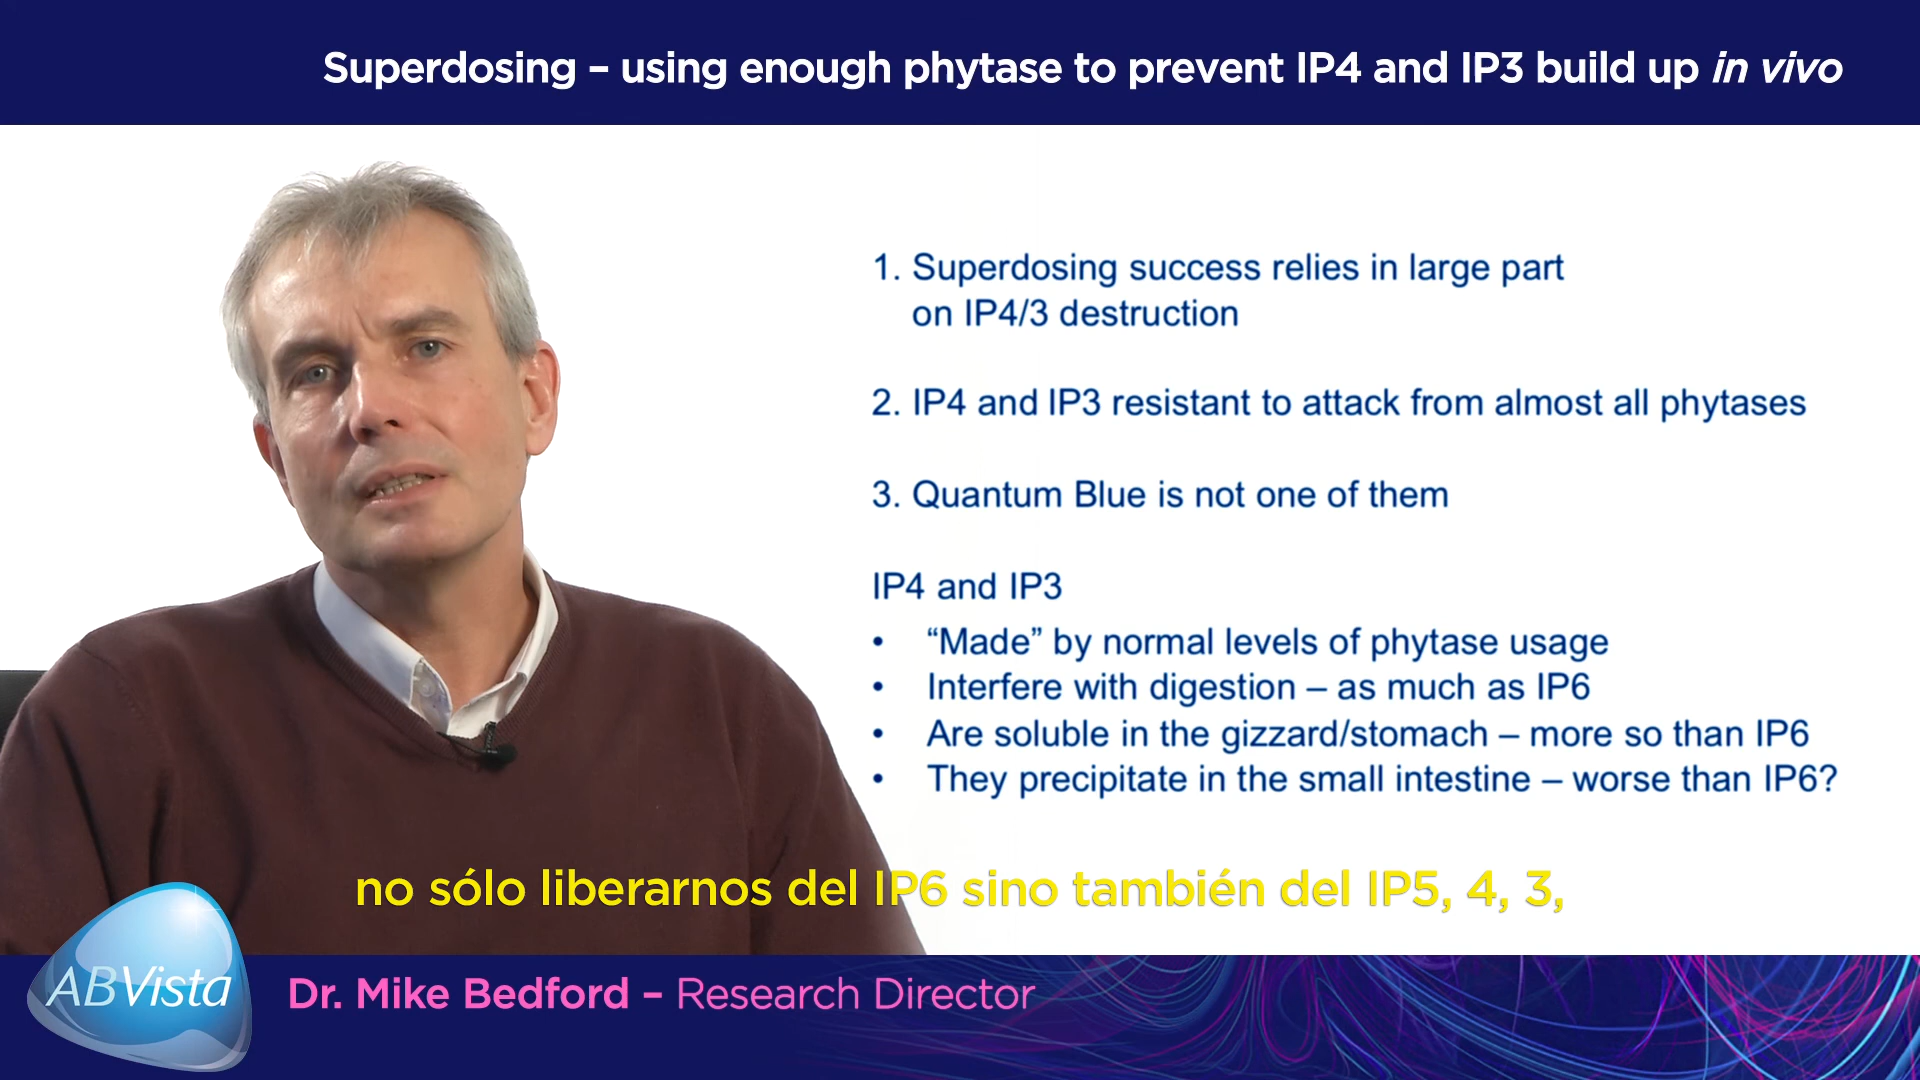 Superdosing – using enough phytase to prevent IP4 and IP3 build up in vivo
1. Superdosing success relies in large part
on IP4/3 destruction
2. IP4 and IP3 resistant to attack from almost all phytases
3. Quantum Blue is not one of them
IP4 and IP3
• “Made” by normal levels of phytase usage
• Interfere with digestion – as much as IP6
• Are soluble in the gizzard/stomach – more so than IP6
• They precipitate in the small intestine – worse than IP6?
no sólo liberarnos del IP6 sino también del IP5, 4, 3,
ABVista
Dr. Mike Bedford – Research Director